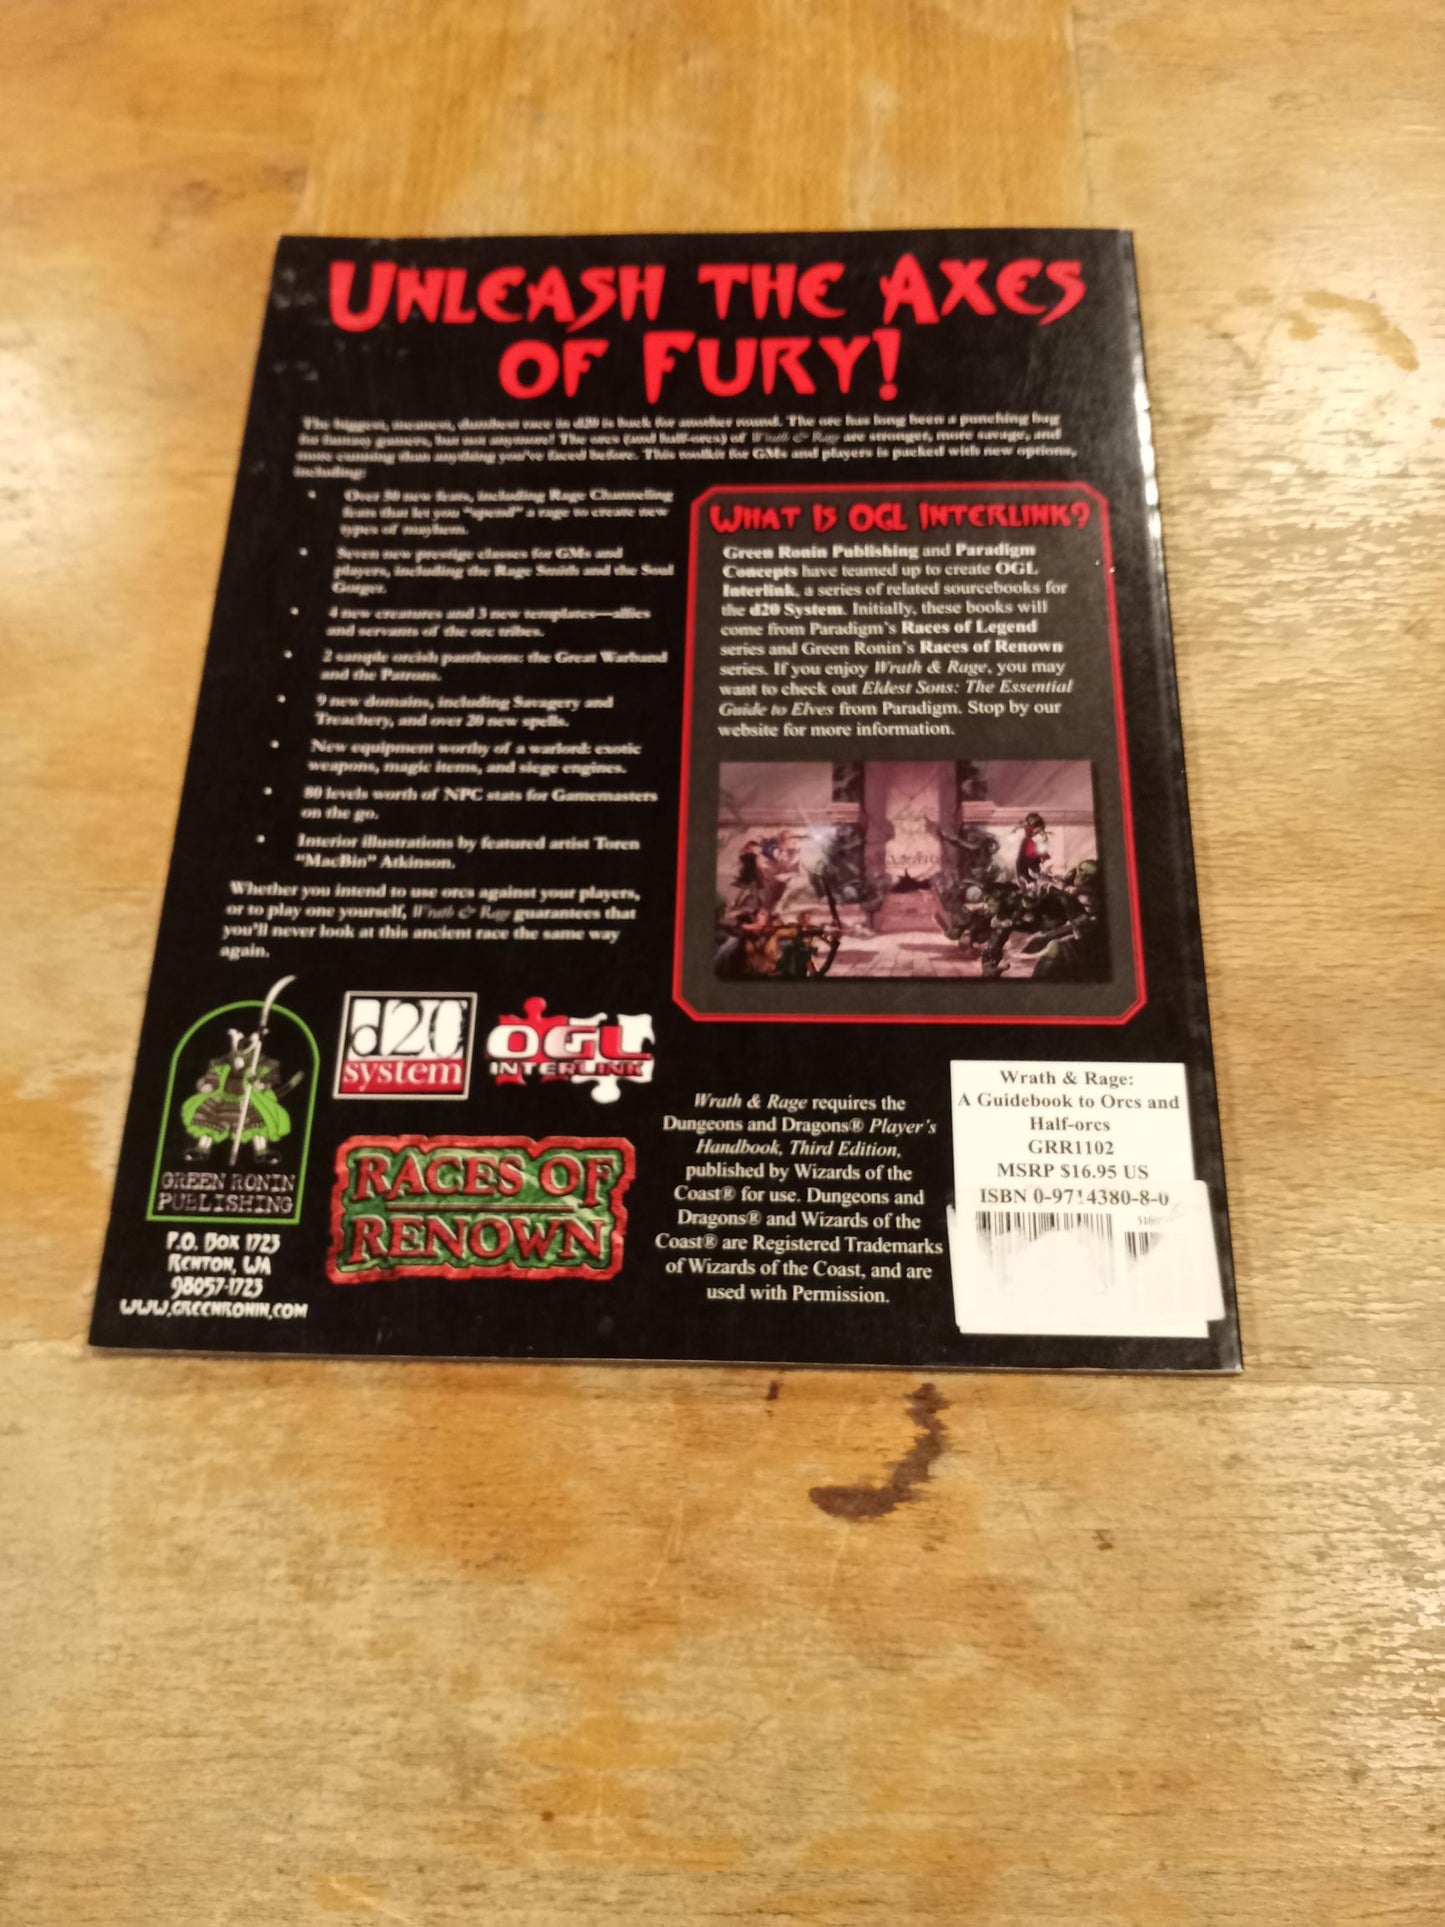 UNLEASH THE AXES
OF FURY!
The biggest, meanest, dumbest race in d20 is back for another round. The orc has long been a punching bag
for fantasy gamers, but not anymore! The orcs (and half-orcs) of Wrath & Rage are stronger, more savage, and
more cunning than anything you've faced before. This toolkit for GMs and players is packed with new options,
including:
• Over 30 new feats, including Rage Channeling
feats that let you "spend" a rage to create new
types of mayhem.
• Seven new prestige classes for GMs and
players, including the Rage Smith and the Soul
Gorger.
• 4 new creatures and 3 new templates—allies
and servants of the orc tribes.
• 2 sample orcish pantheons: the Great Warband
and the Patrons.
• 9 new domains, including Savagery and
Treachery, and over 20 new spells.
• New equipment worthy of a warlord: exotic
weapons, magic items, and siege engines.
• 80 levels worth of NPC stats for Gamemasters
on the go.
• Interior illustrations by featured artist Toren
"MacBin" Atkinson.
Whether you intend to use orcs against your players,
or to play one yourself, Wrath & Rage guarantees that
you'll never look at this ancient race the same way
again.
WHAT IS OGL INTERLINK?
Green Ronin Publishing and Paradigm
Concepts have teamed up to create OGL
Interlink, a series of related sourcebooks for
the d20 System. Initially, these books will
come from Paradigm's Races of Legend
series and Green Ronin's Races of Renown
series. If you enjoy Wrath & Rage, you may
want to check out Eldest Sons: The Essential
Guide to Elves from Paradigm. Stop by our
website for more information.
GREEN RONIN
PUBLISHING
P.O. BOX 1723
RENTON, WA
98057-1723
WWW.GREENRONIN.COM
d20
system
OGL
INTERLINK
RACES OF
RENOWN
Wrath & Rage requires the
Dungeons and Dragons® Player's
Handbook, Third Edition,
published by Wizards of the
Coast® for use. Dungeons and
Dragons® and Wizards of the
Coast® are Registered Trademarks
of Wizards of the Coast, and are
used with Permission.
Wrath & Rage:
A Guidebook to Orcs and
Half-orcs
GRR1102
MSRP $16.95 US
ISBN 0-9714380-8-0